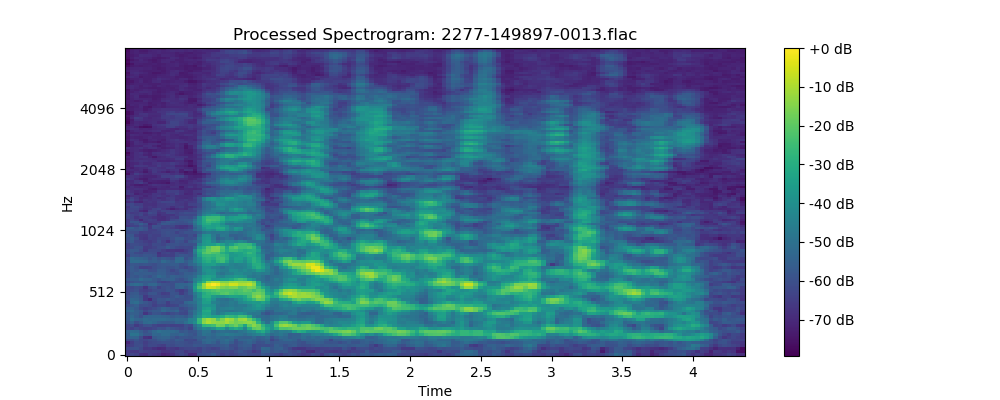 Processed Spectrogram: 2277-149897-0013.flac
Hz
4096
2048
1024
512
0
0 0.5 1 1.5 2 2.5 3 3.5 4
Time
+0 dB
-10 dB
-20 dB
-30 dB
-40 dB
-50 dB
-60 dB
-70 dB